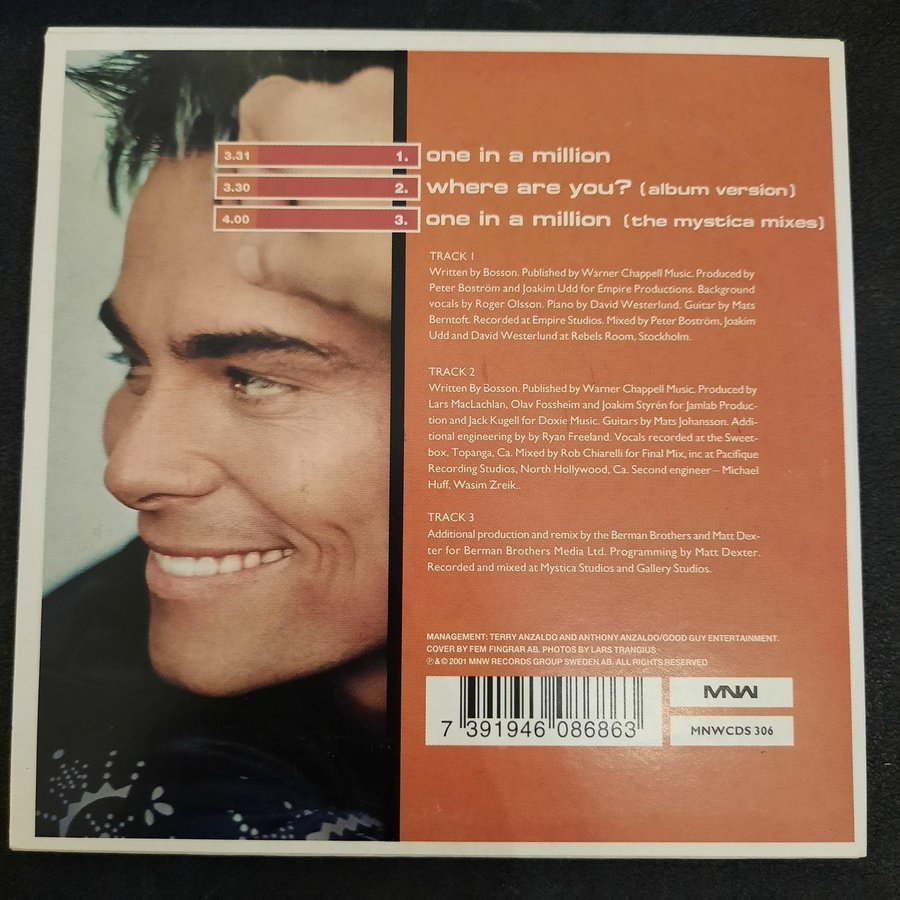 3.31 1. one in a million
3.30 2. where are you? (album version)
4.00 3. one in a million (the mystica mixes)
TRACK 1
Written by Bosson. Published by Warner Chappell Music. Produced by
Peter Boström and Joakim Udd for Empire Productions. Background
vocals by Roger Olsson. Piano by David Westerlund. Guitar by Mats
Berntoft. Recorded at Empire Studios. Mixed by Peter Boström, Joakim
Udd and David Westerlund at Rebels Room, Stockholm.
TRACK 2
Written By Bosson. Published by Warner Chappell Music. Produced by
Lars MacLachlan, Olav Fossheim and Joakim Styrén for Jamlab Produc-
tion and Jack Kugell for Doxie Music. Guitars by Mats Johansson. Addi-
tional engineering by by Ryan Freeland. Vocals recorded at the Sweet-
box, Topanga, Ca. Mixed by Rob Chiarelli for Final Mix, inc at Pacifique
Recording Studios, North Hollywood, Ca. Second engineer – Michael
Huff, Wasim Zreik..
TRACK 3
Additional production and remix by the Berman Brothers and Matt Dex-
ter for Berman Brothers Media Ltd. Programming by Matt Dexter.
Recorded and mixed at Mystica Studios and Gallery Studios.
MANAGEMENT: TERRY ANZALDO AND ANTHONY ANZALDO/GOOD GUY ENTERTAINMENT.
COVER BY FEM FINGRAR AB. PHOTOS BY LARS TRANGIUS
℗ & © 2001 MNW RECORDS GROUP SWEDEN AB. ALL RIGHTS RESERVED
7 391946 086863
MNW
MNWCDS 306